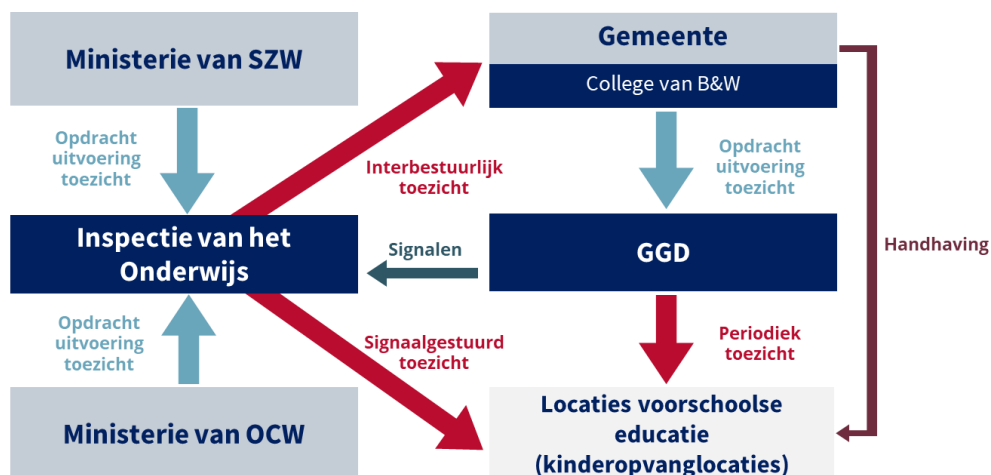 Ministerie van SZW
Gemeente
College van B&W
Opdracht
uitvoering
toezicht
Interbestuurlijk
toezicht
Opdracht
uitvoering
toezicht
Inspectie van het
Onderwijs
Signalen
GGD
Handhaving
Opdracht
uitvoering
toezicht
Signaalgestuurd
toezicht
Periodiek
toezicht
Ministerie van OCW
Locaties voorschoolse
educatie
(kinderopvanglocaties)